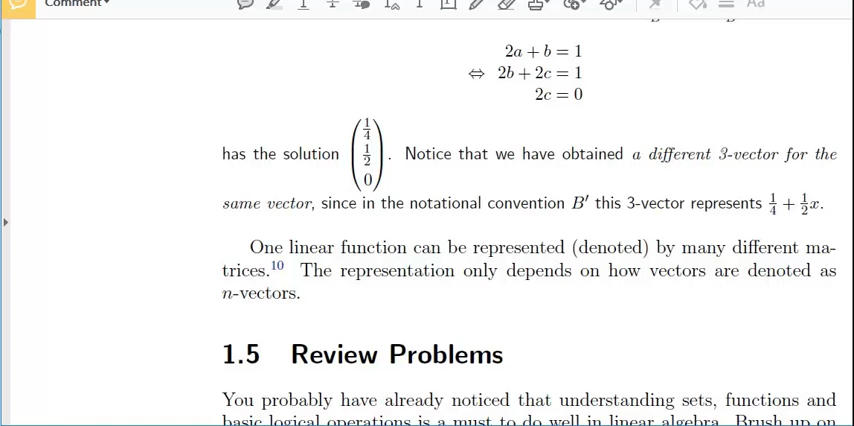 Comment
2a + b = 1
⇔ 2b + 2c = 1
2c = 0
has the solution (1/4 1/2 0). Notice that we have obtained a different 3-vector for the
same vector, since in the notational convention B′ this 3-vector represents 1/4 + 1/2x.
One linear function can be represented (denoted) by many different ma-
trices.10 The representation only depends on how vectors are denoted as
n-vectors.
1.5 Review Problems
You probably have already noticed that understanding sets, functions and
basic logical operations is a must to do well in linear algebra. Brush up on